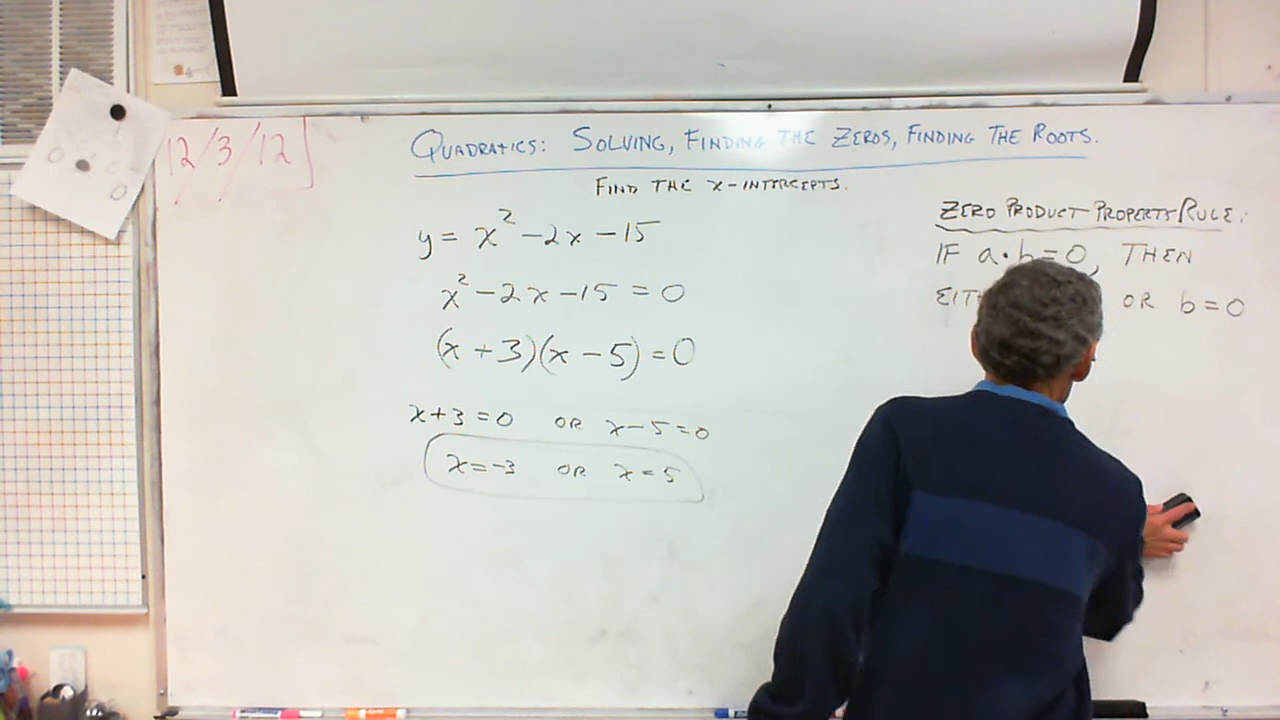 12/3/12
QUADRATICS: SOLVING, FINDING THE ZEROS, FINDING THE ROOTS.
FIND THE x-INTERCEPTS.
y = x² - 2x - 15
x² - 2x - 15 = 0
(x + 3)(x - 5) = 0
x + 3 = 0 OR x - 5 = 0
x = -3 OR x = 5
ZERO PRODUCT PROPERTY RULE.
IF a · b = 0, THEN
OR b = 0